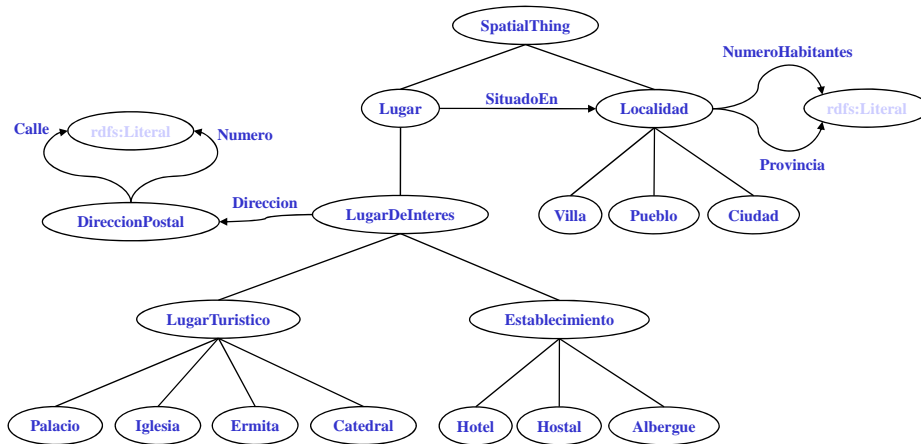 SpatialThing
NumeroHabitantes
Lugar
SituadoEn
Localidad
rdfs:Literal
Calle
rdfs:Literal
Numero
Provincia
Direccion
DireccionPostal
LugarDeInteres
Villa
Pueblo
Ciudad
LugarTuristico
Establecimiento
Palacio
Iglesia
Ermita
Catedral
Hotel
Hostal
Albergue